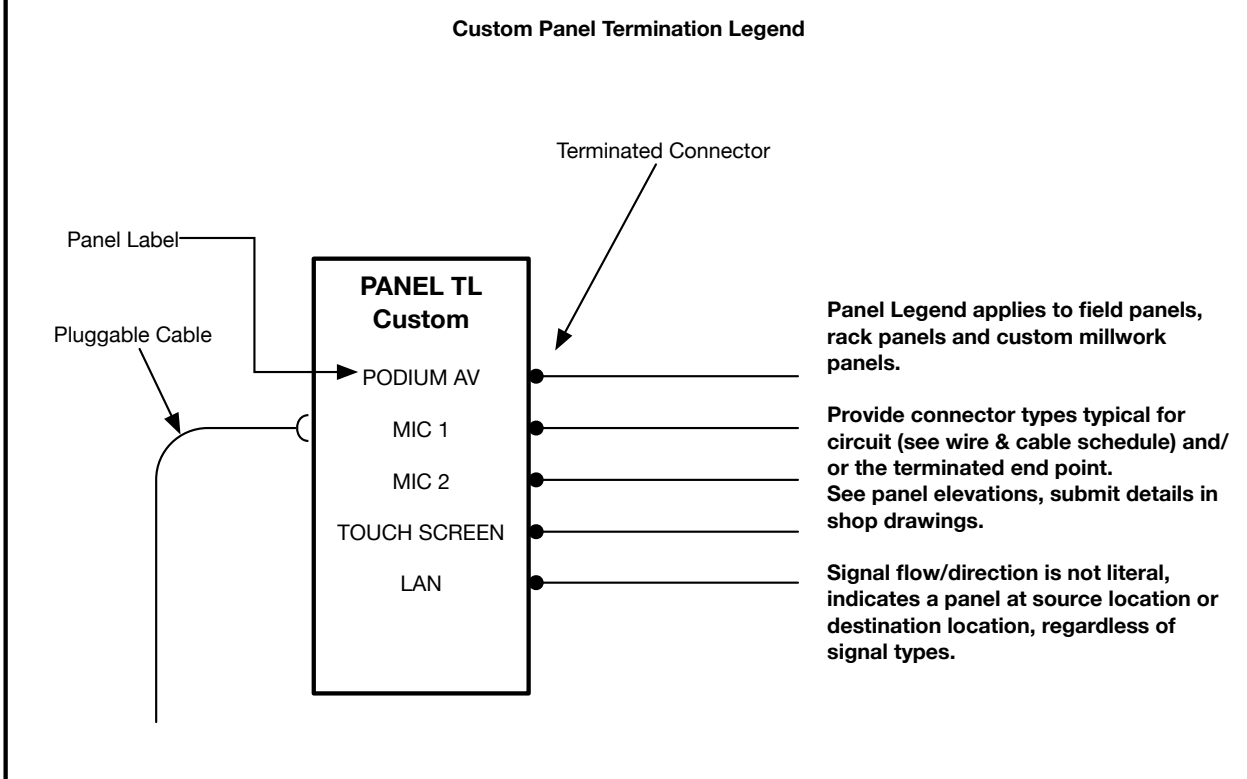 Custom Panel Termination Legend
Terminated Connector
Panel Label
Pluggable Cable
PANEL TL
Custom
PODIUM AV
MIC 1
MIC 2
TOUCH SCREEN
LAN
Panel Legend applies to field panels,
rack panels and custom millwork
panels.
Provide connector types typical for
circuit (see wire & cable schedule) and/
or the terminated end point.
See panel elevations, submit details in
shop drawings.
Signal flow/direction is not literal,
indicates a panel at source location or
destination location, regardless of
signal types.